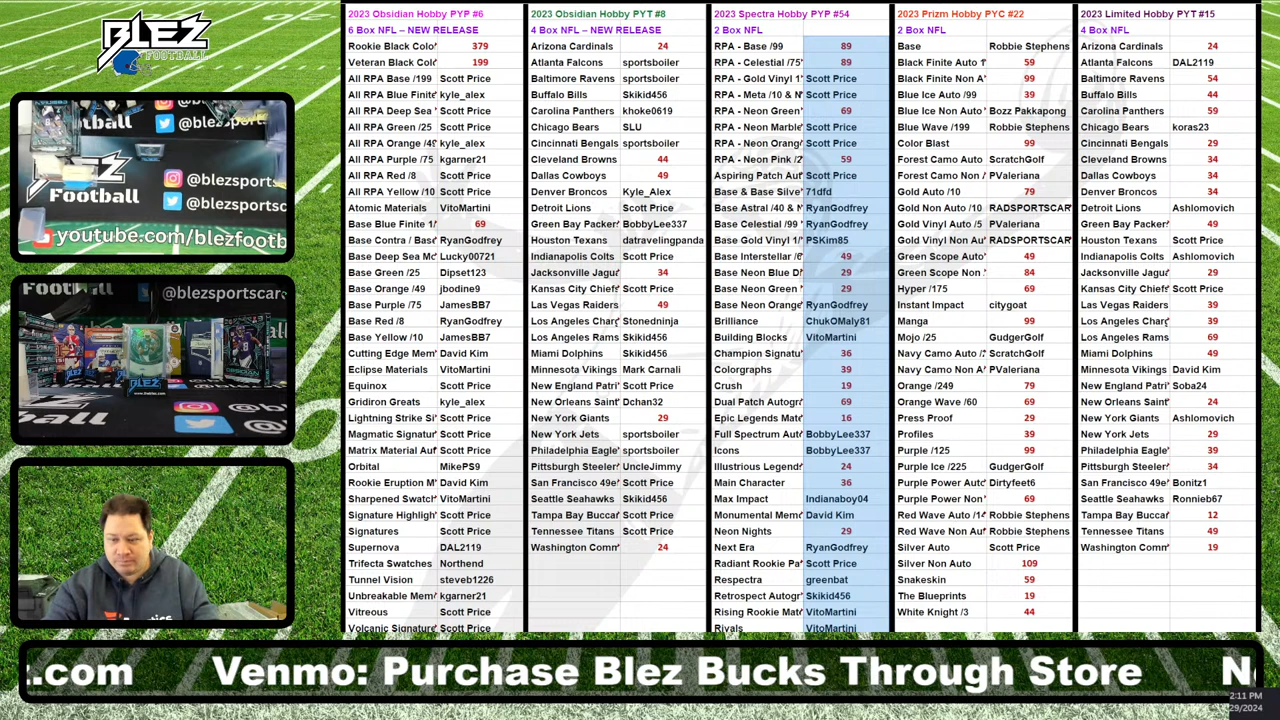 BLEZ
FOOTBALL
Football
@blezsports
youtube.com/blezfootb
@blezsportscar
BLEZ
2023 Obsidian Hobby PYP #6
6 Box NFL – NEW RELEASE
Rookie Black Colo 379
Veteran Black Col 199
All RPA Base /199 Scott Price
All RPA Blue Finite kyle_alex
All RPA Deep Sea Scott Price
All RPA Green /25 Scott Price
All RPA Orange /49 kyle_alex
All RPA Purple /75 kgarner21
All RPA Red /8 Scott Price
All RPA Yellow /10 Scott Price
Atomic Materials VitoMartini
Base Blue Finite 1/ 69
Base Contra / Base RyanGodfrey
Base Deep Sea Mo Lucky00721
Base Green /25 Dipset123
Base Orange /49 jbodine9
Base Purple /75 JamesBB7
Base Red /8 RyanGodfrey
Base Yellow /10 JamesBB7
Cutting Edge Mem David Kim
Eclipse Materials VitoMartini
Equinox Scott Price
Gridiron Greats kyle_alex
Lightning Strike Si Scott Price
Magmatic Signatur Scott Price
Matrix Material Aut Scott Price
Orbital MikePS9
Rookie Eruption M David Kim
Sharpened Swatch VitoMartini
Signature Highligh Scott Price
Signatures Scott Price
Supernova DAL2119
Trifecta Swatches Northend
Tunnel Vision steveb1226
Unbreakable Mem kgarner21
Vitreous Scott Price
Volcanic Signature Scott Price
2023 Obsidian Hobby PYT #8
4 Box NFL – NEW RELEASE
Arizona Cardinals 24
Atlanta Falcons sportsboiler
Baltimore Ravens sportsboiler
Buffalo Bills Skikid456
Carolina Panthers khoke0619
Chicago Bears SLU
Cincinnati Bengals sportsboiler
Cleveland Browns 44
Dallas Cowboys 49
Denver Broncos Kyle_Alex
Detroit Lions Scott Price
Green Bay Packer BobbyLee337
Houston Texans datravelingpanda
Indianapolis Colts Scott Price
Jacksonville Jagu 34
Kansas City Chiefs Scott Price
Las Vegas Raiders 49
Los Angeles Charg Stonedninja
Los Angeles Rams Skikid456
Miami Dolphins Skikid456
Minnesota Vikings Mark Carnali
New England Patri Scott Price
New Orleans Saint Dchan32
New York Giants 29
New York Jets sportsboiler
Philadelphia Eagle sportsboiler
Pittsburgh Steeler UncleJimmy
San Francisco 49e Scott Price
Seattle Seahawks Skikid456
Tampa Bay Buccar Scott Price
Tennessee Titans Scott Price
Washington Comr 24
2023 Spectra Hobby PYP #54
2 Box NFL
RPA - Base /99 89
RPA - Celestial /75 89
RPA - Gold Vinyl 1 Scott Price
RPA - Meta /10 & N Scott Price
RPA - Neon Green 69
RPA - Neon Marble Scott Price
RPA - Neon Orang Scott Price
RPA - Neon Pink /2 59
Aspiring Patch Aut Scott Price
Base & Base Silve 71dfd
Base Astral /40 & N RyanGodfrey
Base Celestial /99 RyanGodfrey
Base Gold Vinyl 1/ PSKim85
Base Interstellar /6 49
Base Neon Blue D 29
Base Neon Green 29
Base Neon Orange RyanGodfrey
Brilliance ChukOMaly81
Building Blocks VitoMartini
Champion Signatu 36
Colorgraphs 39
Crush 19
Dual Patch Autogr 69
Epic Legends Mat 16
Full Spectrum Aut BobbyLee337
Icons BobbyLee337
Illustrious Legend 24
Main Character 36
Max Impact Indianaboy04
Monumental Mem David Kim
Neon Nights 29
Next Era RyanGodfrey
Radiant Rookie Pa Scott Price
Respectra greenbat
Retrospect Autogr Skikid456
Rising Rookie Mat VitoMartini
Rivals VitoMartini
2023 Prizm Hobby PYC #22
2 Box NFL
Base Robbie Stephens
Black Finite Auto 1 59
Black Finite Non A 99
Blue Ice Auto /99 39
Blue Ice Non Auto Bozz Pakkapong
Blue Wave /199 Robbie Stephens
Color Blast 99
Forest Camo Auto ScratchGolf
Forest Camo Non PValeriana
Gold Auto /10 79
Gold Non Auto /10 RADSPORTSCAR
Gold Vinyl Auto /5 PValeriana
Gold Vinyl Non Au RADSPORTSCAR
Green Scope Auto 49
Green Scope Non 84
Hyper /175 69
Instant Impact citygoat
Manga 99
Mojo /25 GudgerGolf
Navy Camo Auto /2 ScratchGolf
Navy Camo Non A PValeriana
Orange /249 79
Orange Wave /60 69
Press Proof 29
Profiles 39
Purple /125 99
Purple Ice /225 GudgerGolf
Purple Power Auto Dirtyfeet6
Purple Power Non 69
Red Wave Auto /14 Robbie Stephens
Red Wave Non Au Robbie Stephens
Silver Auto Scott Price
Silver Non Auto 109
Snakeskin 59
The Blueprints 19
White Knight /3 44
2023 Limited Hobby PYT #15
4 Box NFL
Arizona Cardinals 24
Atlanta Falcons DAL2119
Baltimore Ravens 54
Buffalo Bills 44
Carolina Panthers 59
Chicago Bears koras23
Cincinnati Bengals 29
Cleveland Browns 34
Dallas Cowboys 34
Denver Broncos 34
Detroit Lions Ashlomovich
Green Bay Packer 49
Houston Texans Scott Price
Indianapolis Colts Ashlomovich
Jacksonville Jagu 29
Kansas City Chiefs Scott Price
Las Vegas Raiders 39
Los Angeles Charg 39
Los Angeles Rams 69
Miami Dolphins 49
Minnesota Vikings David Kim
New England Patri Soba24
New Orleans Saint 24
New York Giants Ashlomovich
New York Jets 29
Philadelphia Eagle 39
Pittsburgh Steeler 34
San Francisco 49e Bonitz1
Seattle Seahawks Ronnieb67
Tampa Bay Buccar 12
Tennessee Titans 49
Washington Comr 19
z.com Venmo: Purchase Blez Bucks Through Store
2:11 PM
29/2024